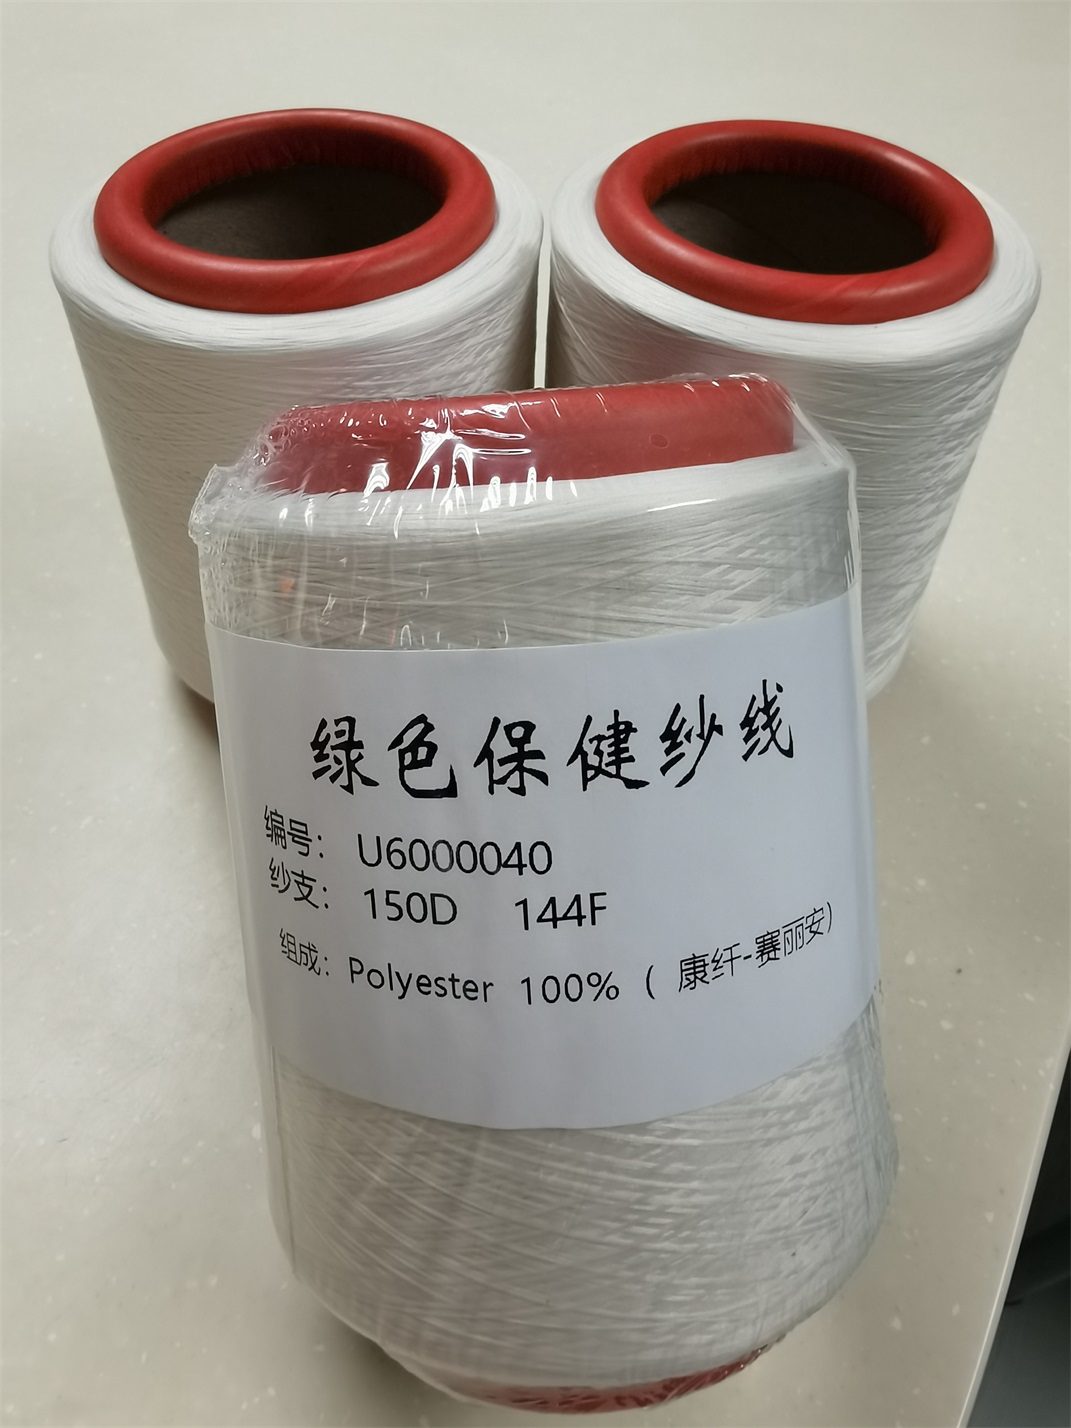 绿色保健纱线
编号： U6000040
纱支： 150D 144F
组成：Polyester 100%（ 康纤-赛丽安）